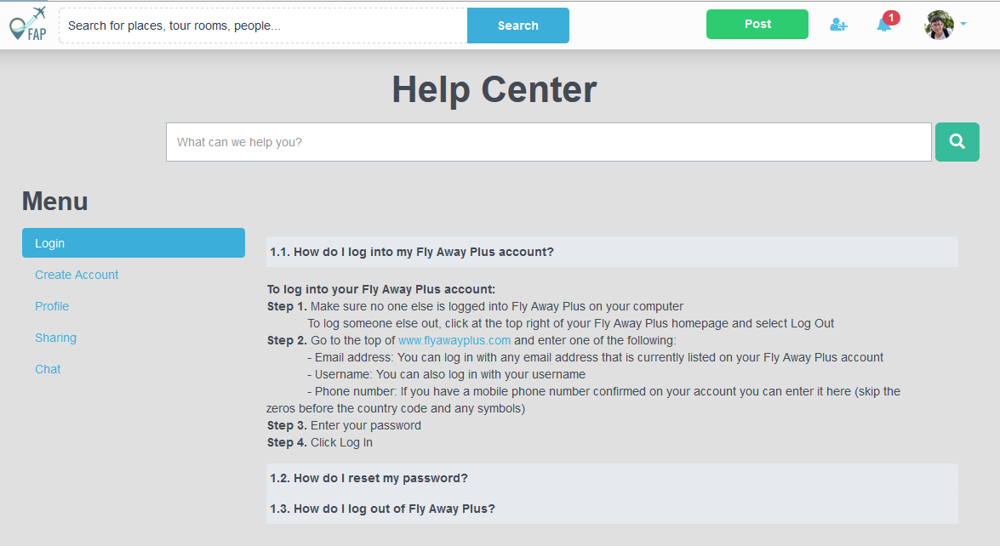 FAP
Search for places, tour rooms, people...
Search
Post
1
Help Center
What can we help you?
Menu
Login
Create Account
Profile
Sharing
Chat
1.1. How do I log into my Fly Away Plus account?
To log into your Fly Away Plus account:
Step 1. Make sure no one else is logged into Fly Away Plus on your computer
To log someone else out, click at the top right of your Fly Away Plus homepage and select Log Out
Step 2. Go to the top of www.flyawayplus.com and enter one of the following:
- Email address: You can log in with any email address that is currently listed on your Fly Away Plus account
- Username: You can also log in with your username
- Phone number: If you have a mobile phone number confirmed on your account you can enter it here (skip the
zeros before the country code and any symbols)
Step 3. Enter your password
Step 4. Click Log In
1.2. How do I reset my password?
1.3. How do I log out of Fly Away Plus?